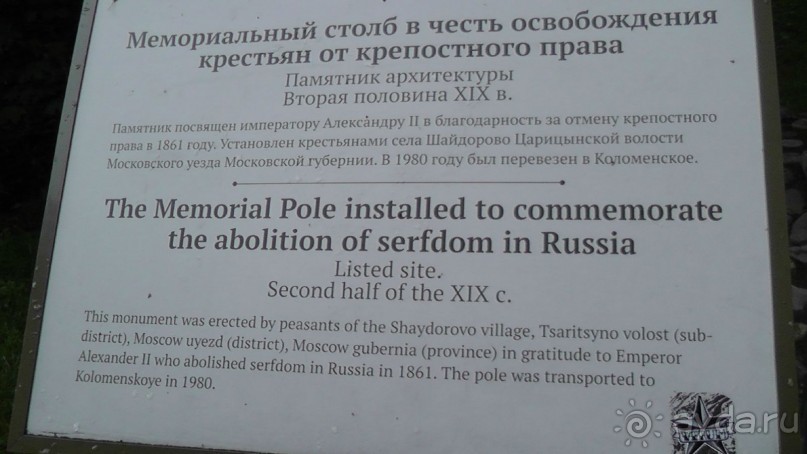 Мемориальный столб в честь освобождения
крестьян от крепостного права
Памятник архитектуры
Вторая половина XIX в.
Памятник посвящен императору Александру II в благодарность за отмену крепостного
права в 1861 году. Установлен крестьянами села Шайдорово Царицынской волости
Московского уезда Московской губернии. В 1980 году был перевезен в Коломенское.
The Memorial Pole installed to commemorate
the abolition of serfdom in Russia
Listed site.
Second half of the XIX c.
This monument was erected by peasants of the Shaydorovo village, Tsaritsyno volost (sub-
district), Moscow uyezd (district), Moscow gubernia (province) in gratitude to Emperor
Alexander II who abolished serfdom in Russia in 1861. The pole was transported to
Kolomenskoye in 1980.